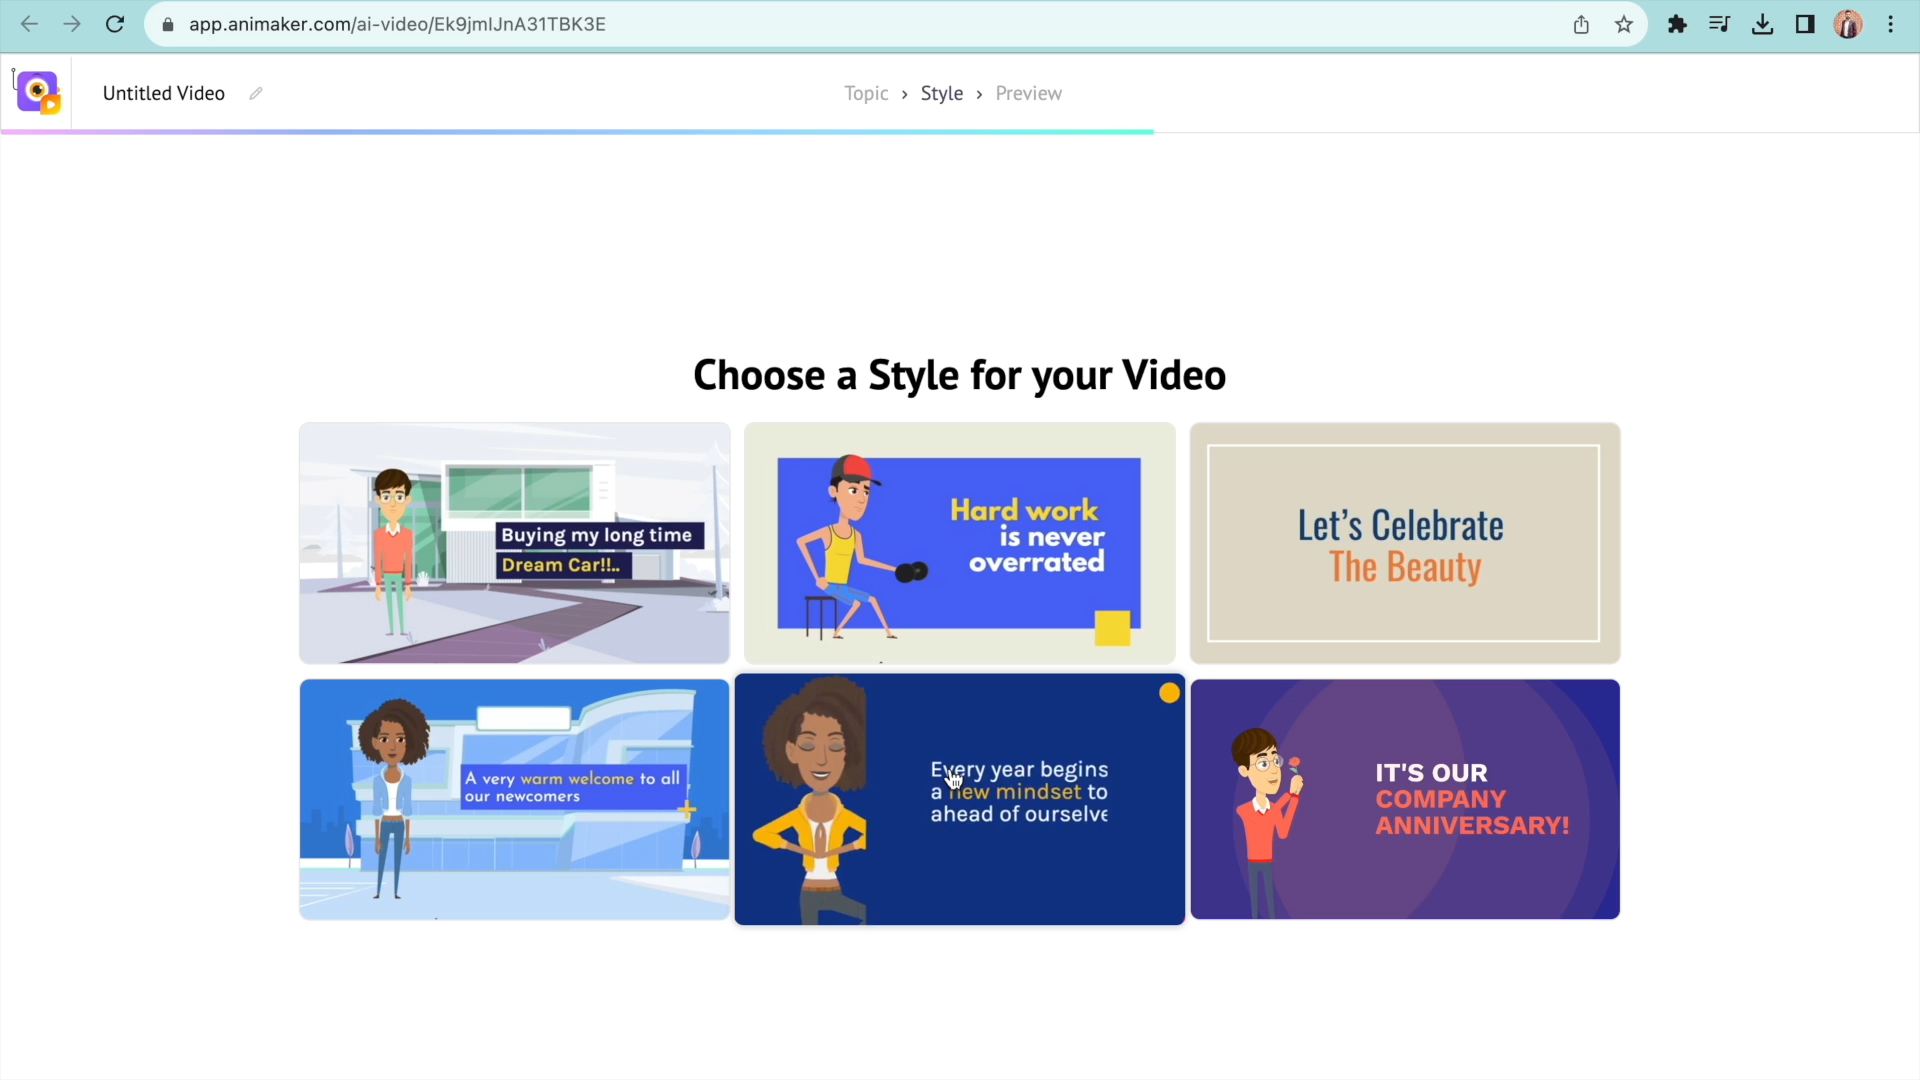 app.animaker.com/ai-video/Ek9jmlJnA31TBK3E
Untitled Video
Topic › Style › Preview
Choose a Style for your Video
Buying my long time
Dream Car!!..
Hard work
is never
overrated
Let's Celebrate
The Beauty
A very warm welcome to all
our newcomers
Every year begins
a new mindset to
ahead of ourselve
IT'S OUR
COMPANY
ANNIVERSARY!